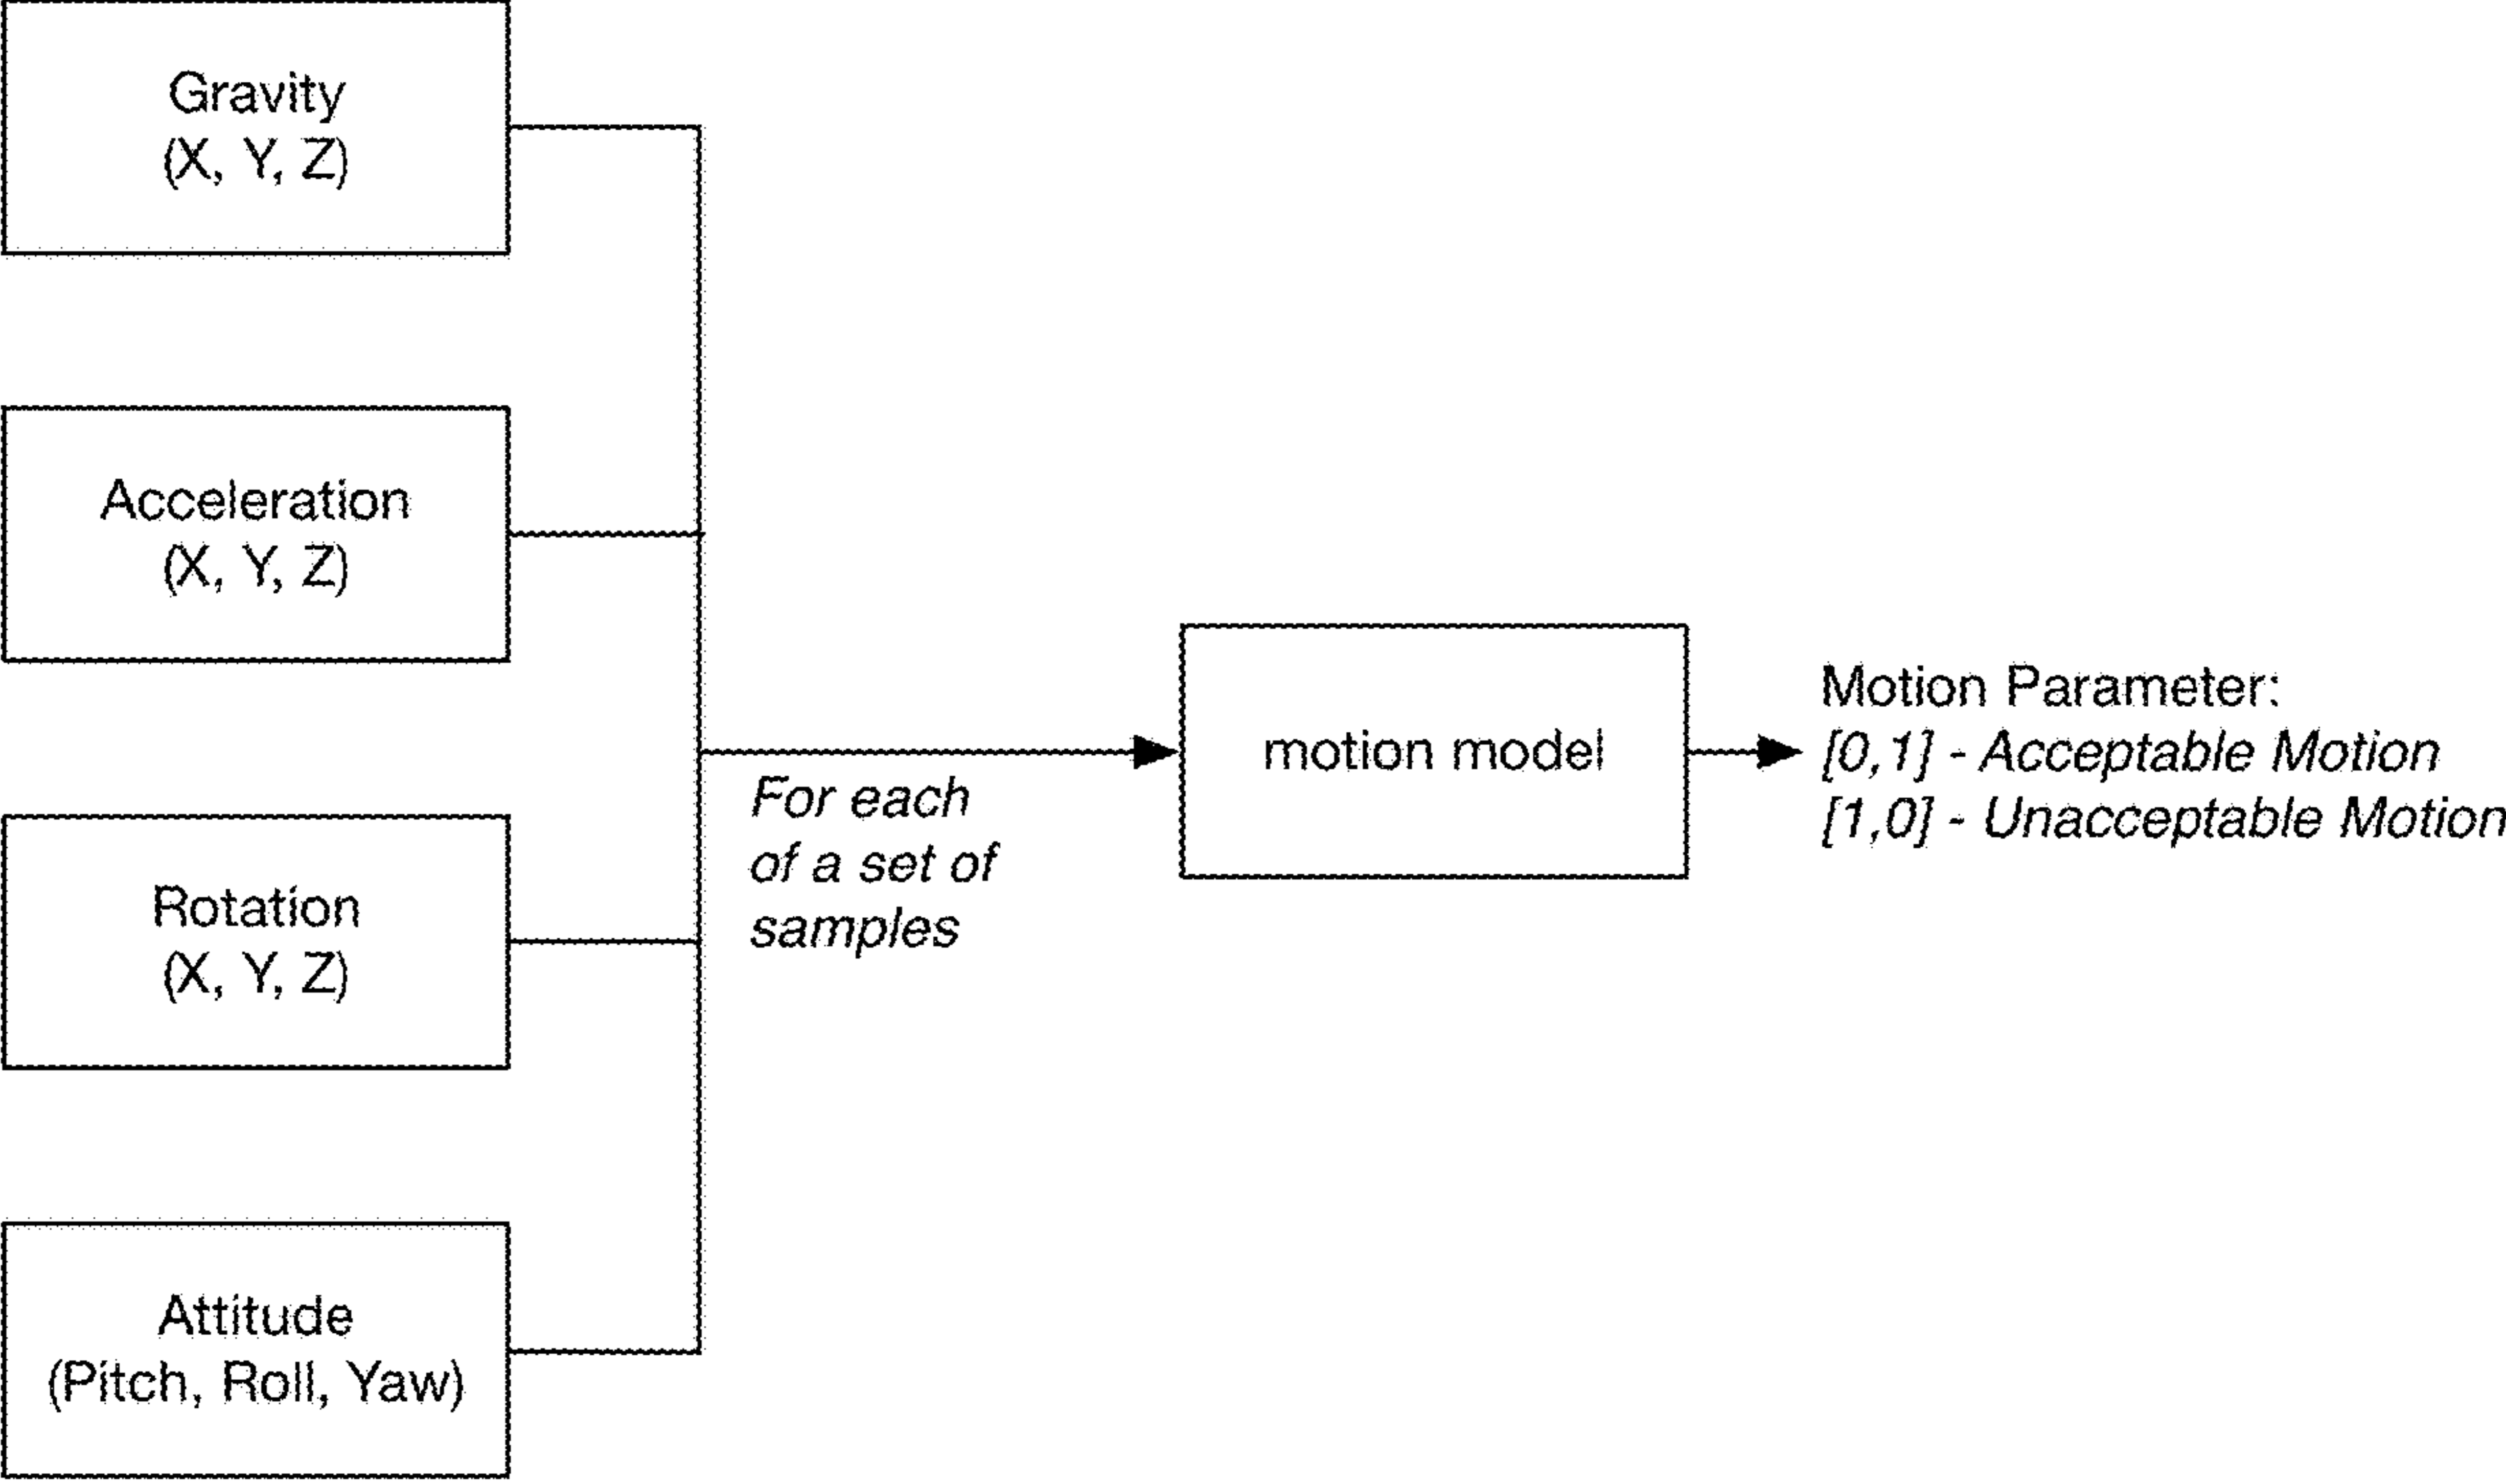 Gravity
(X, Y, Z)
Acceleration
(X, Y, Z)
Rotation
(X, Y, Z)
Attitude
(Pitch, Roll, Yaw)
For each
of a set of
samples
motion model
Motion Parameter:
[0,1] - Acceptable Motion
[1,0] - Unacceptable Motion